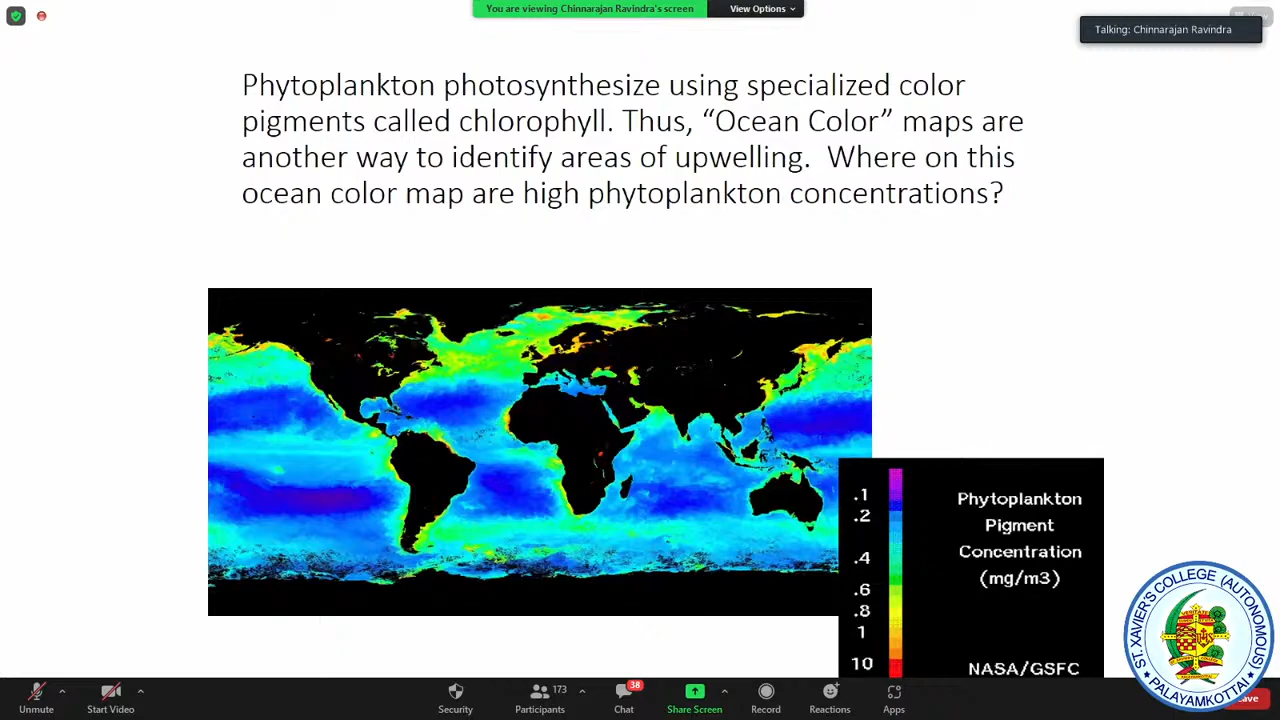 You are viewing Chinnarajan Ravindra's screen
View Options
View
Talking: Chinnarajan Ravindra
Phytoplankton photosynthesize using specialized color
pigments called chlorophyll. Thus, “Ocean Color” maps are
another way to identify areas of upwelling.  Where on this
ocean color map are high phytoplankton concentrations?
.1
.2
.4
.6
.8
1
10
Phytoplankton
Pigment
Concentration
(mg/m3)
NASA/GSFC
ST. XAVIER'S COLLEGE (AUTONOMOUS)
PALAYAMKOTTAI
Unmute
Start Video
Security
173
Participants
38
Chat
Share Screen
Record
Reactions
Apps